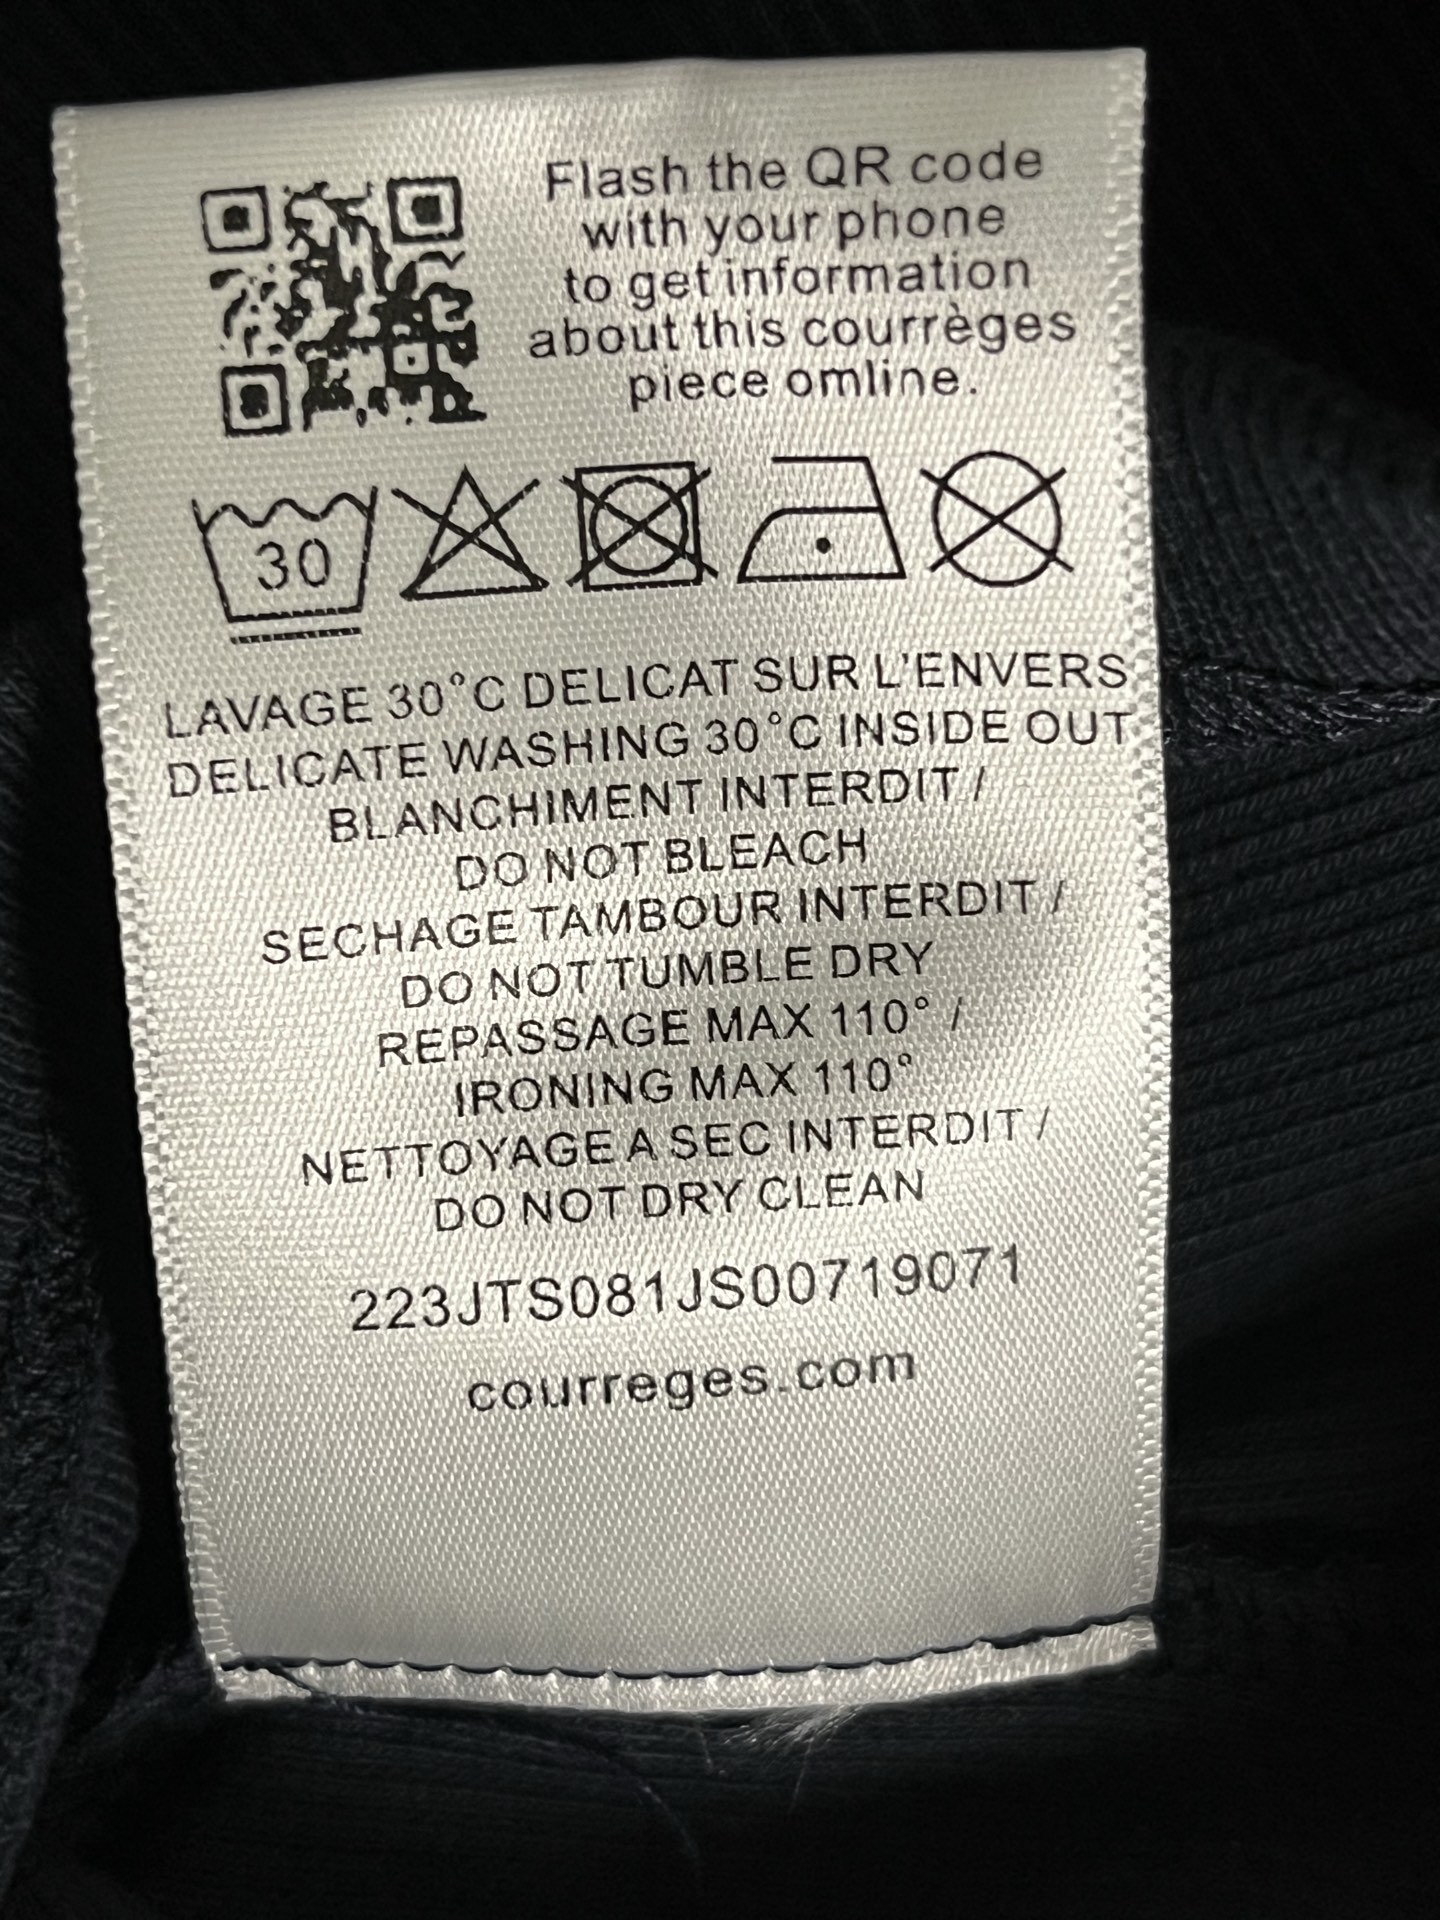 Flash the QR code
with your phone
to get information
about this courrèges
piece omline.
30
LAVAGE 30°C DELICAT SUR L'ENVERS
DELICATE WASHING 30°C INSIDE OUT
BLANCHIMENT INTERDIT /
DO NOT BLEACH
SECHAGE TAMBOUR INTERDIT /
DO NOT TUMBLE DRY
REPASSAGE MAX 110° /
IRONING MAX 110°
NETTOYAGE A SEC INTERDIT /
DO NOT DRY CLEAN
223JTS081JS00719071
courreges.com